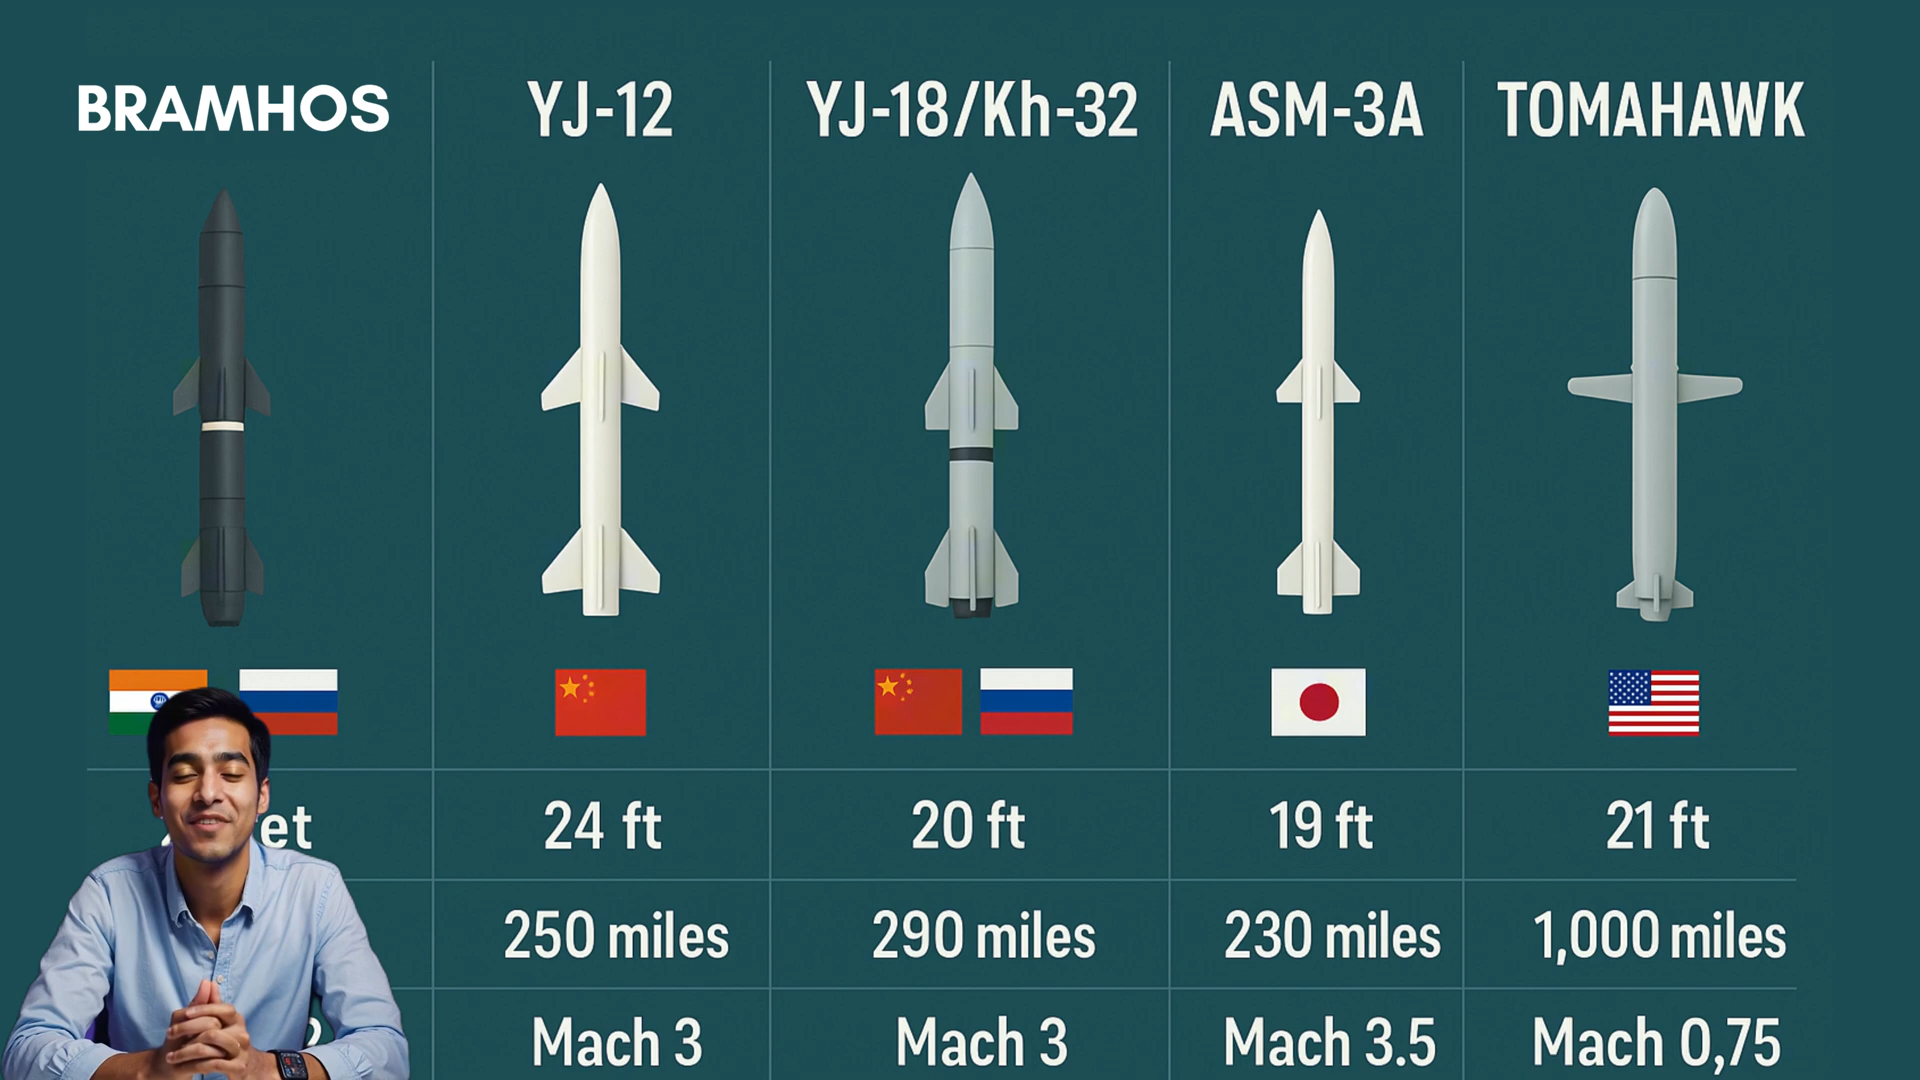 BRAMHOS YJ-12 YJ-18/Kh-32 ASM-3A TOMAHAWK
24 ft 20 ft 19 ft 21 ft
250 miles 290 miles 230 miles 1,000 miles
Mach 3 Mach 3 Mach 3.5 Mach 0,75